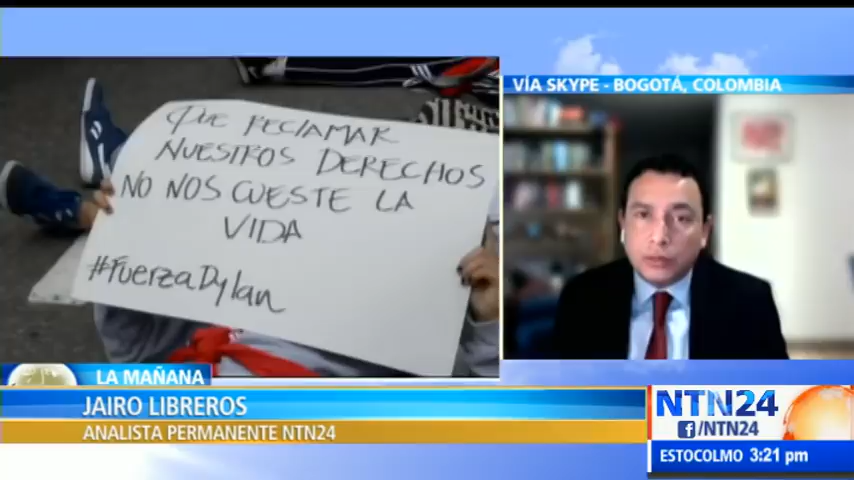 VÍA SKYPE - BOGOTÁ, COLOMBIA
QUE RECLAMAR
NUESTROS DERECHOS
NO NOS CUESTE LA
VIDA
#FuerzaDylan
LA MAÑANA
JAIRO LIBREROS
ANALISTA PERMANENTE NTN24
NTN24
f/NTN24
ESTOCOLMO 3:21 pm